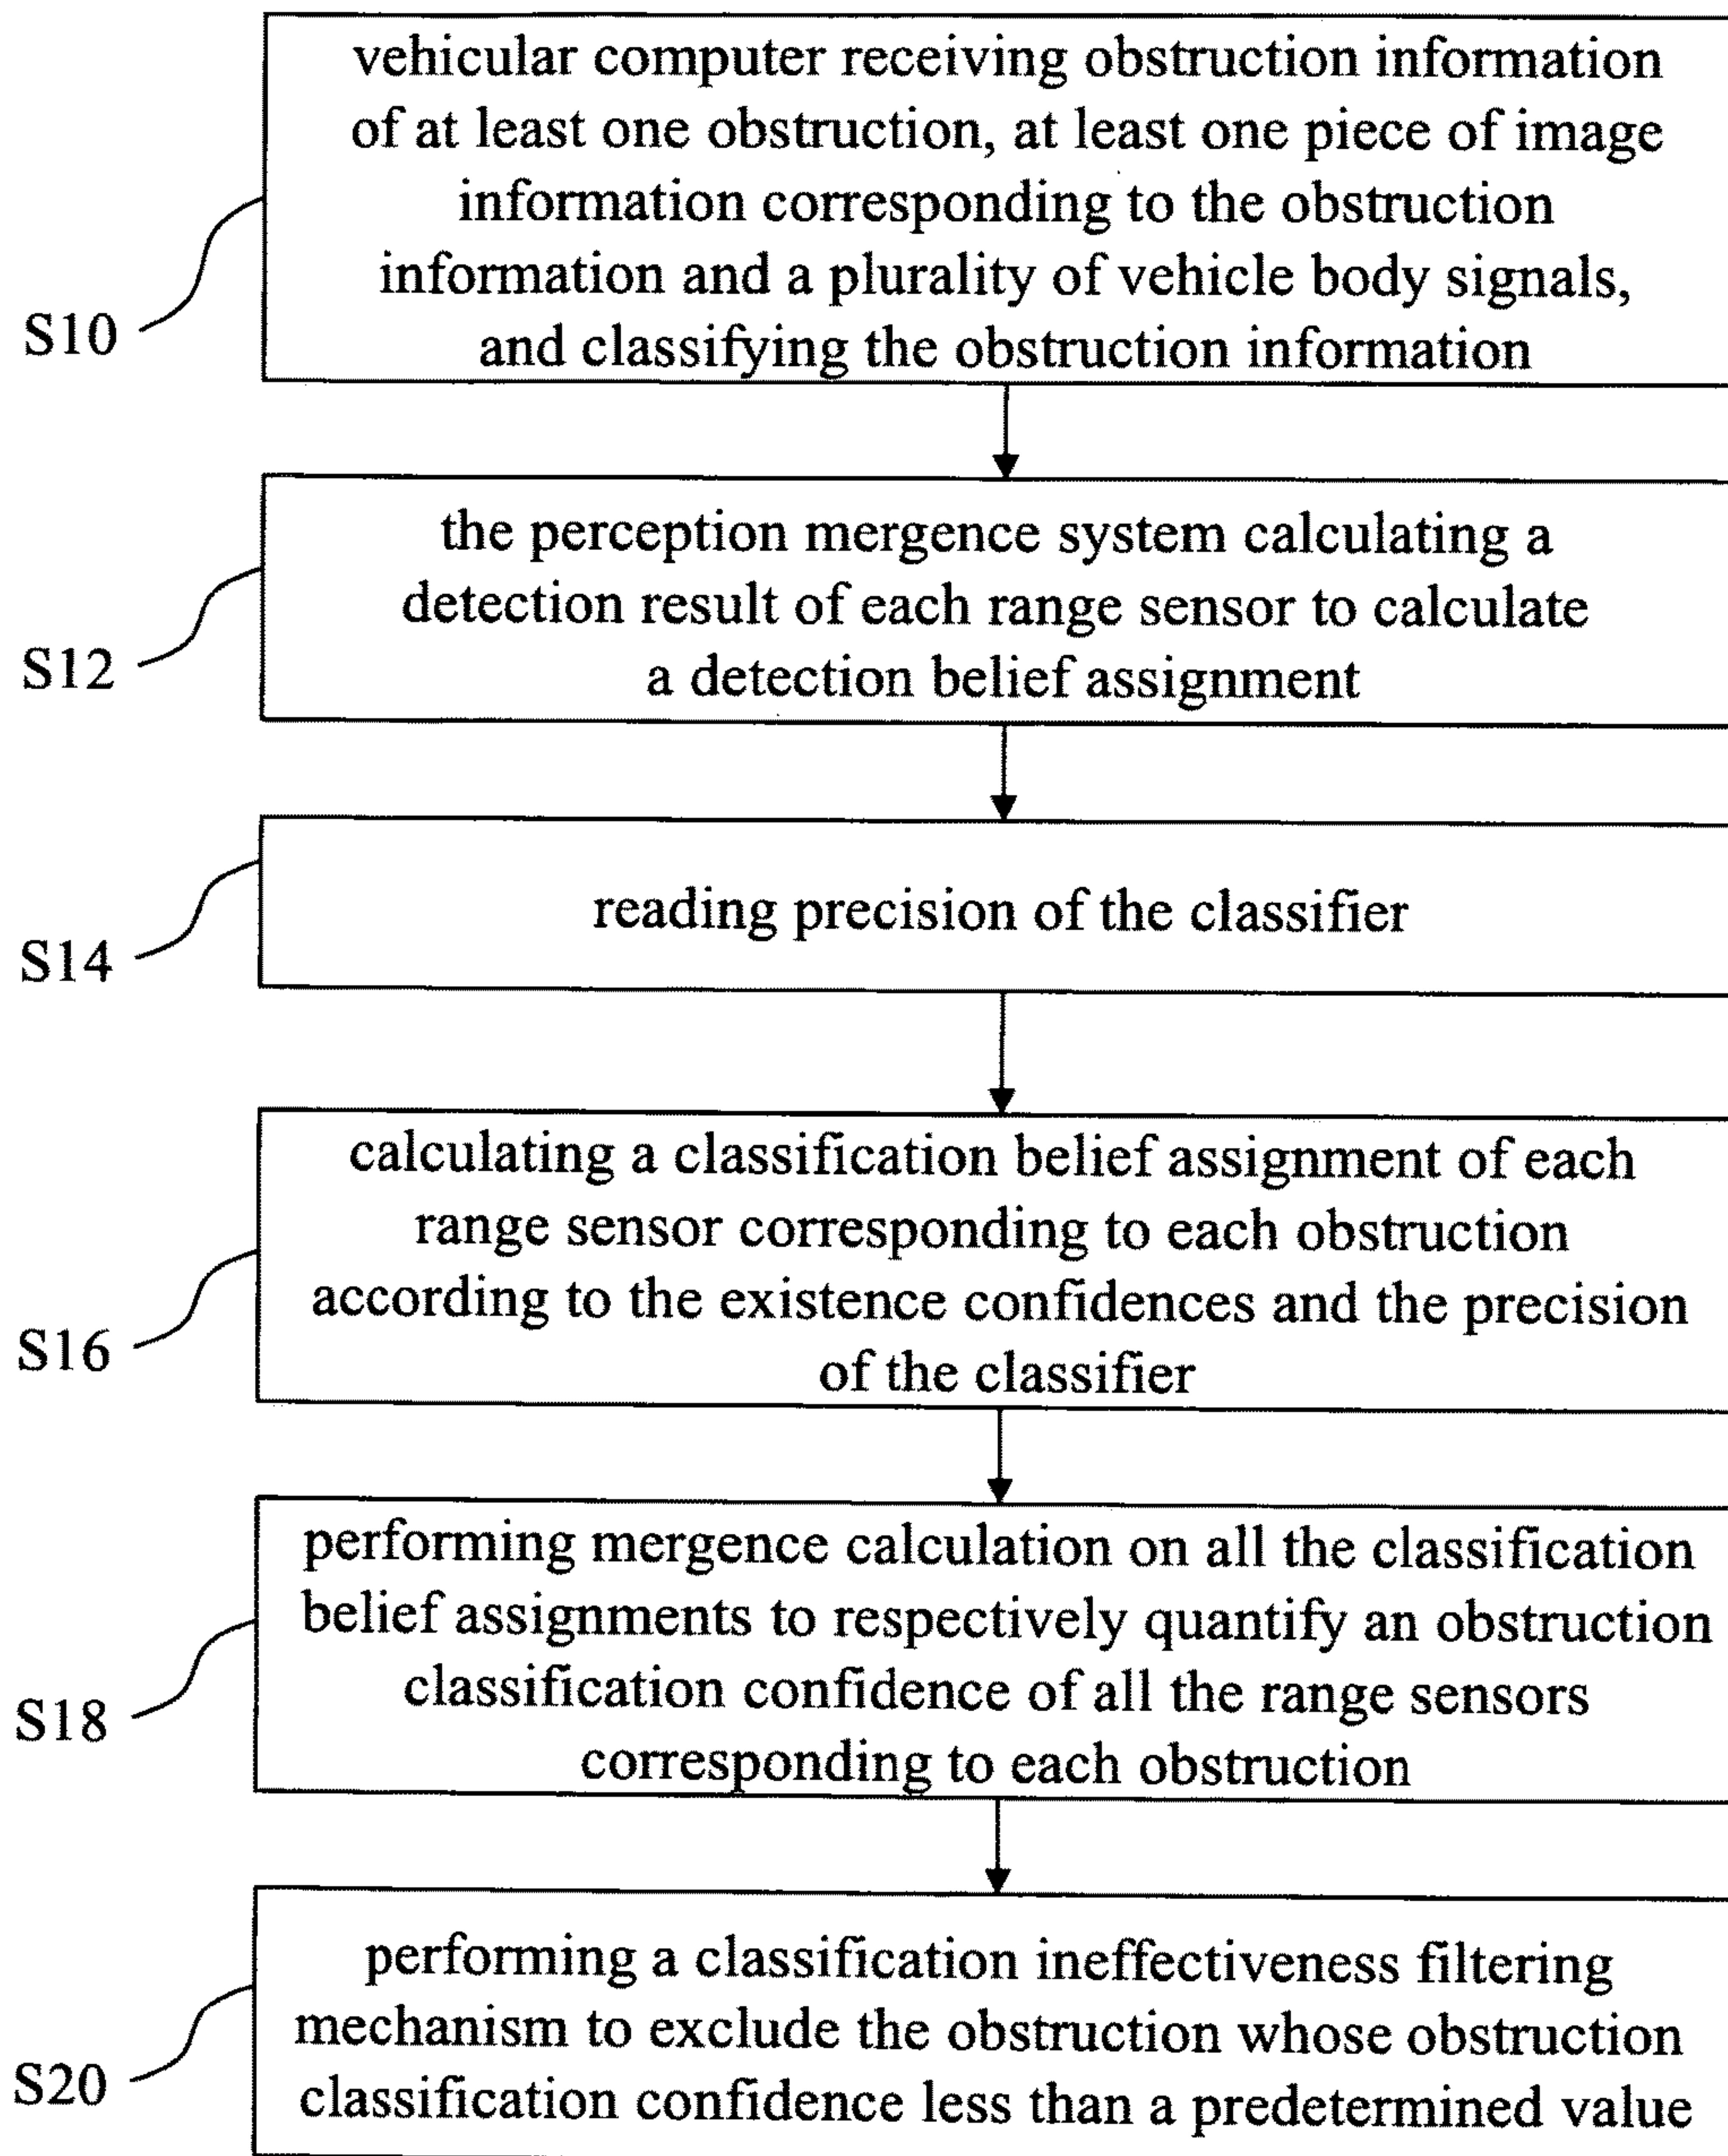 vehicular computer receiving obstruction information
of at least one obstruction, at least one piece of image
information corresponding to the obstruction
information and a plurality of vehicle body signals,
and classifying the obstruction information
S10
the perception mergence system calculating a
detection result of each range sensor to calculate
a detection belief assignment
S12
reading precision of the classifier
S14
calculating a classification belief assignment of each
range sensor corresponding to each obstruction
according to the existence confidences and the precision
of the classifier
S16
performing mergence calculation on all the classification
belief assignments to respectively quantify an obstruction
classification confidence of all the range sensors
corresponding to each obstruction
S18
performing a classification ineffectiveness filtering
mechanism to exclude the obstruction whose obstruction
classification confidence less than a predetermined value
S20